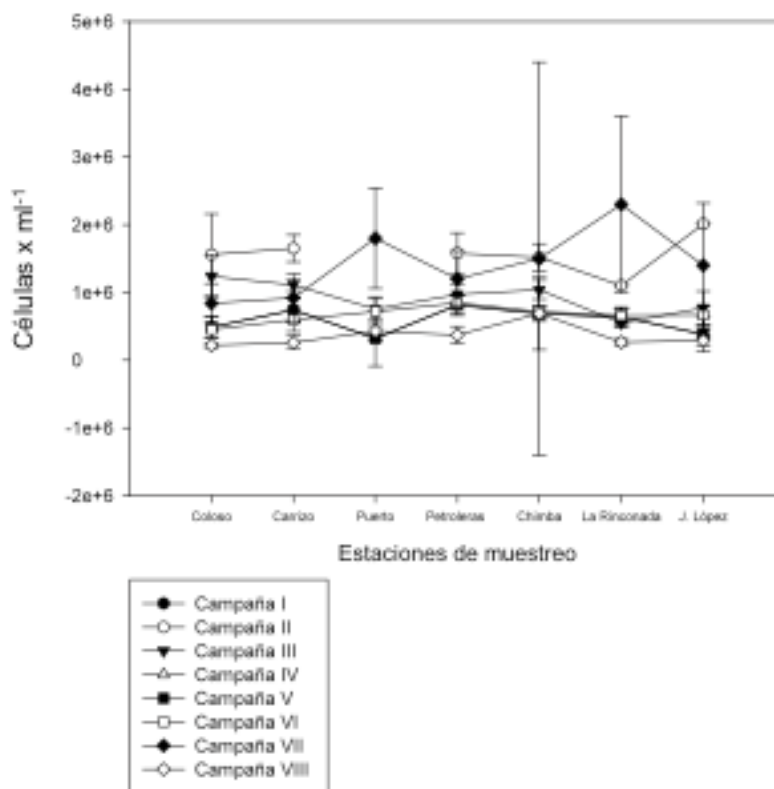 5e+6
4e+6
3e+6
2e+6
1e+6
0
-1e+6
-2e+6
Células x ml-1
Coloso Carrizo Puerto Petroleras Chimba La Rinconada J. López
Estaciones de muestreo
Campaña I
Campaña II
Campaña III
Campaña IV
Campaña V
Campaña VI
Campaña VII
Campaña VIII